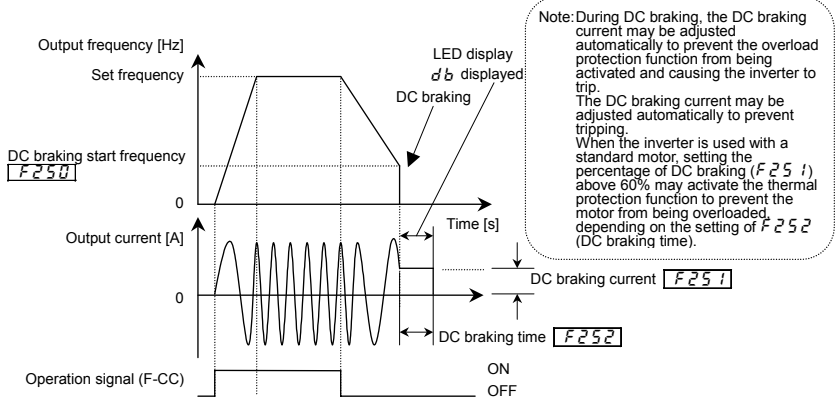 Output frequency [Hz]
Set frequency
DC braking start frequency
F250
0
LED display
db displayed
DC braking
Time [s]
Output current [A]
0
DC braking current F251
DC braking time F252
Operation signal (F-CC)
ON
OFF
Note: During DC braking, the DC braking
current may be adjusted
automatically to prevent the overload
protection function from being
activated and causing the inverter to
trip.
The DC braking current may be
adjusted automatically to prevent
tripping.
When the inverter is used with a
standard motor, setting the
percentage of DC braking (F251)
above 60% may activate the thermal
protection function to prevent the
motor from being overloaded,
depending on the setting of F252
(DC braking time).